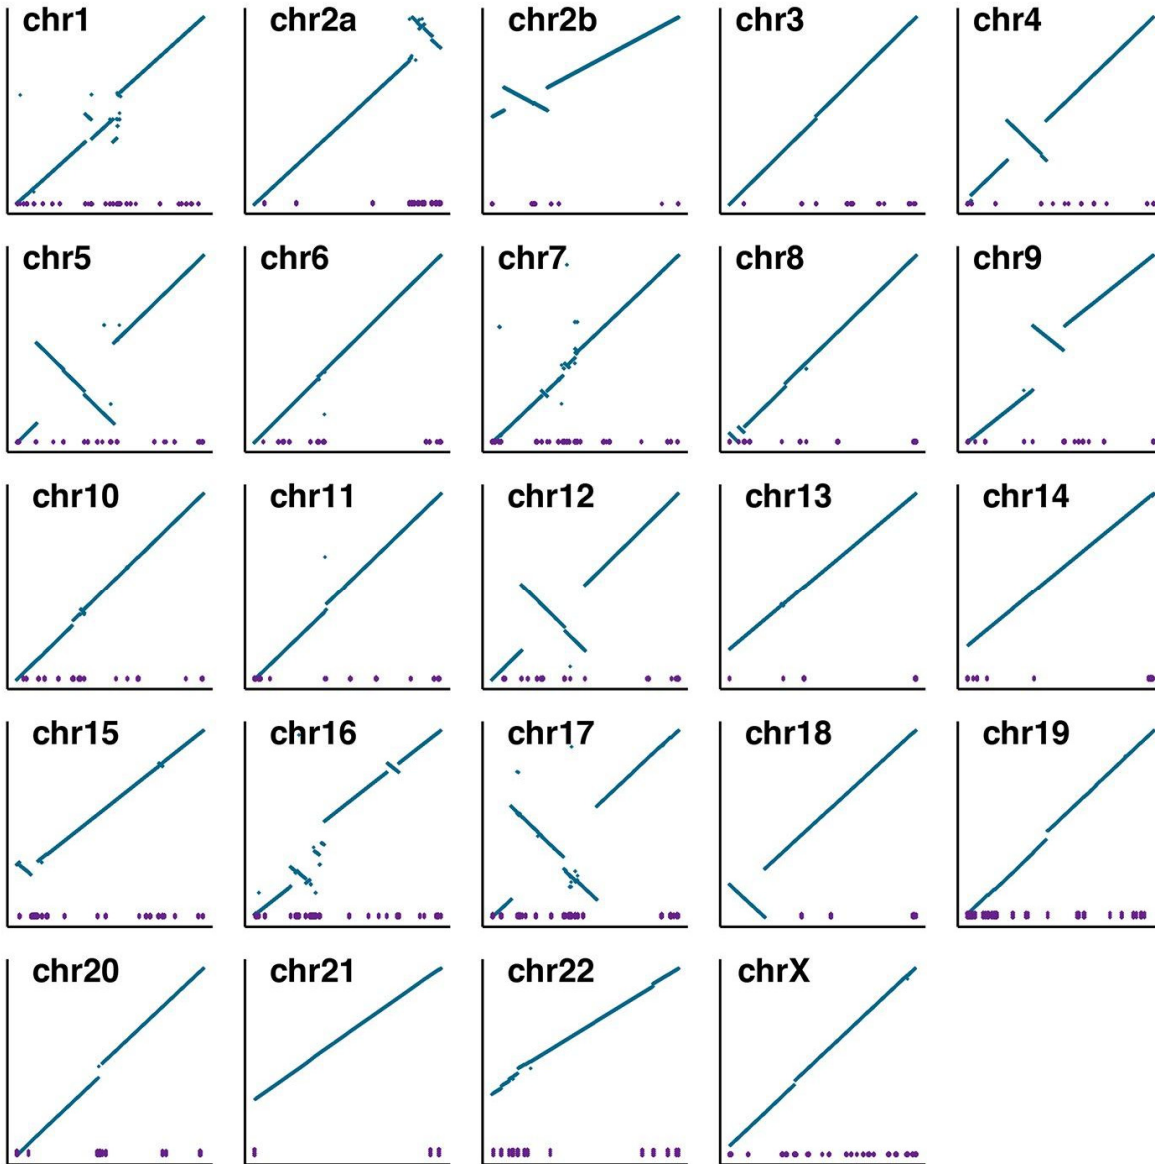 chr1 chr2a chr2b chr3 chr4
chr5 chr6 chr7 chr8 chr9
chr10 chr11 chr12 chr13 chr14
chr15 chr16 chr17 chr18 chr19
chr20 chr21 chr22 chrX